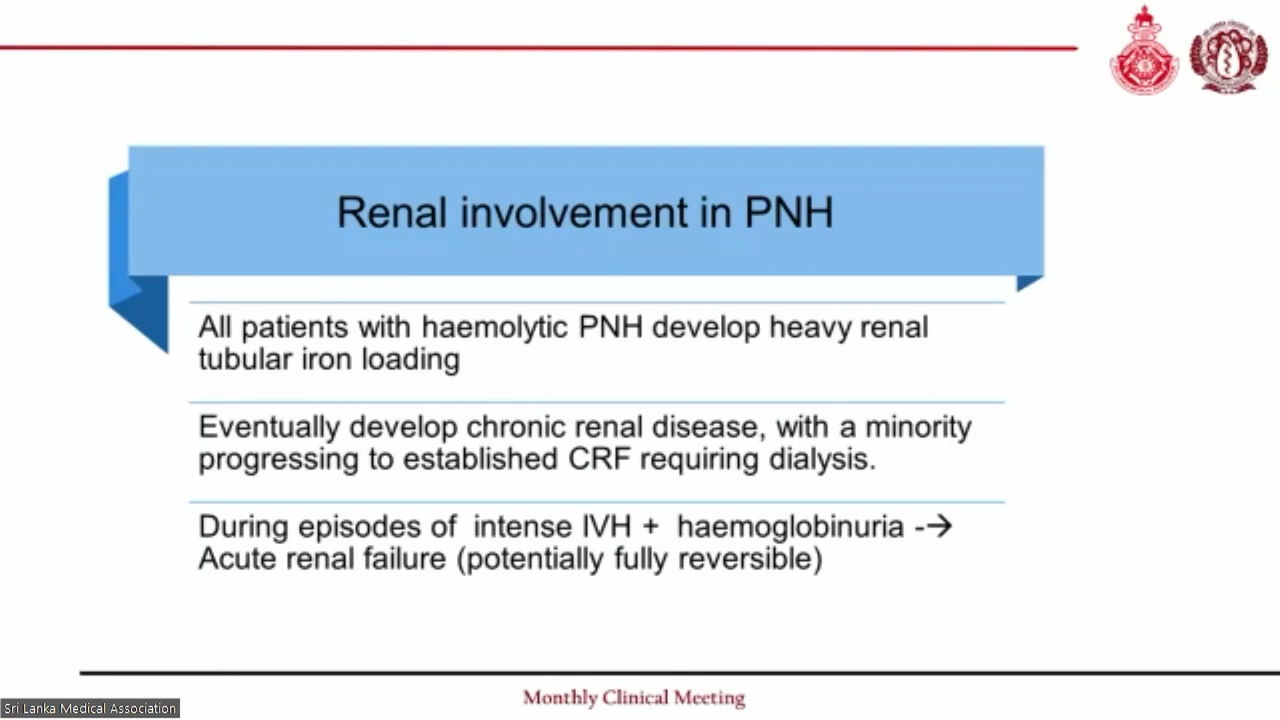 Renal involvement in PNH
All patients with haemolytic PNH develop heavy renal
tubular iron loading
Eventually develop chronic renal disease, with a minority
progressing to established CRF requiring dialysis.
During episodes of  intense IVH +  haemoglobinuria -→
Acute renal failure (potentially fully reversible)
Monthly Clinical Meeting
Sri Lanka Medical Association